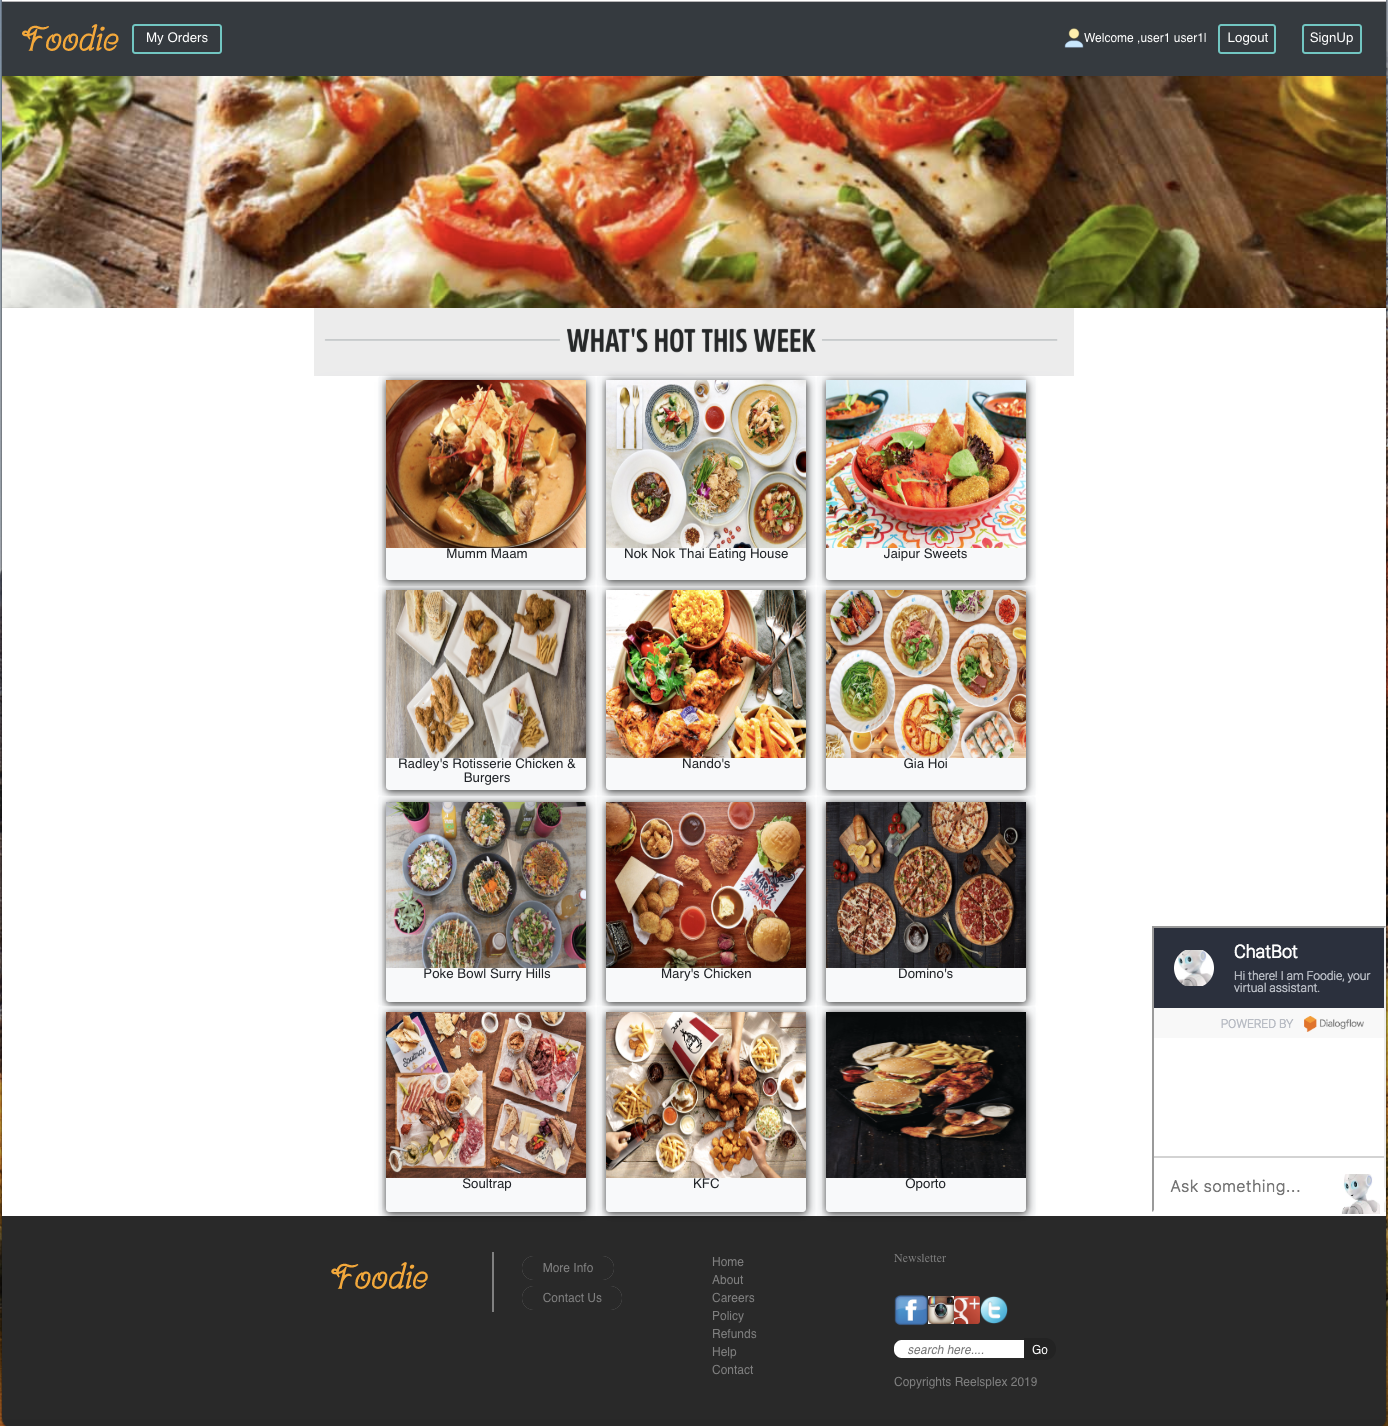 Foodie
My Orders
Welcome ,user1 user1l
Logout
SignUp
WHAT'S HOT THIS WEEK
Mumm Maam
Nok Nok Thai Eating House
Jaipur Sweets
Radley's Rotisserie Chicken &
Burgers
Nando's
Gia Hoi
Poke Bowl Surry Hills
Mary's Chicken
Domino's
Soultrap
KFC
Soultrap
KFC
Oporto
ChatBot
Hi there! I am Foodie, your
virtual assistant.
POWERED BY Dialogflow
Ask something...
Foodie
More Info
Contact Us
Home
About
Careers
Policy
Refunds
Help
Contact
Newsletter
f
g+
t
search here....
Go
Copyrights Reelsplex 2019